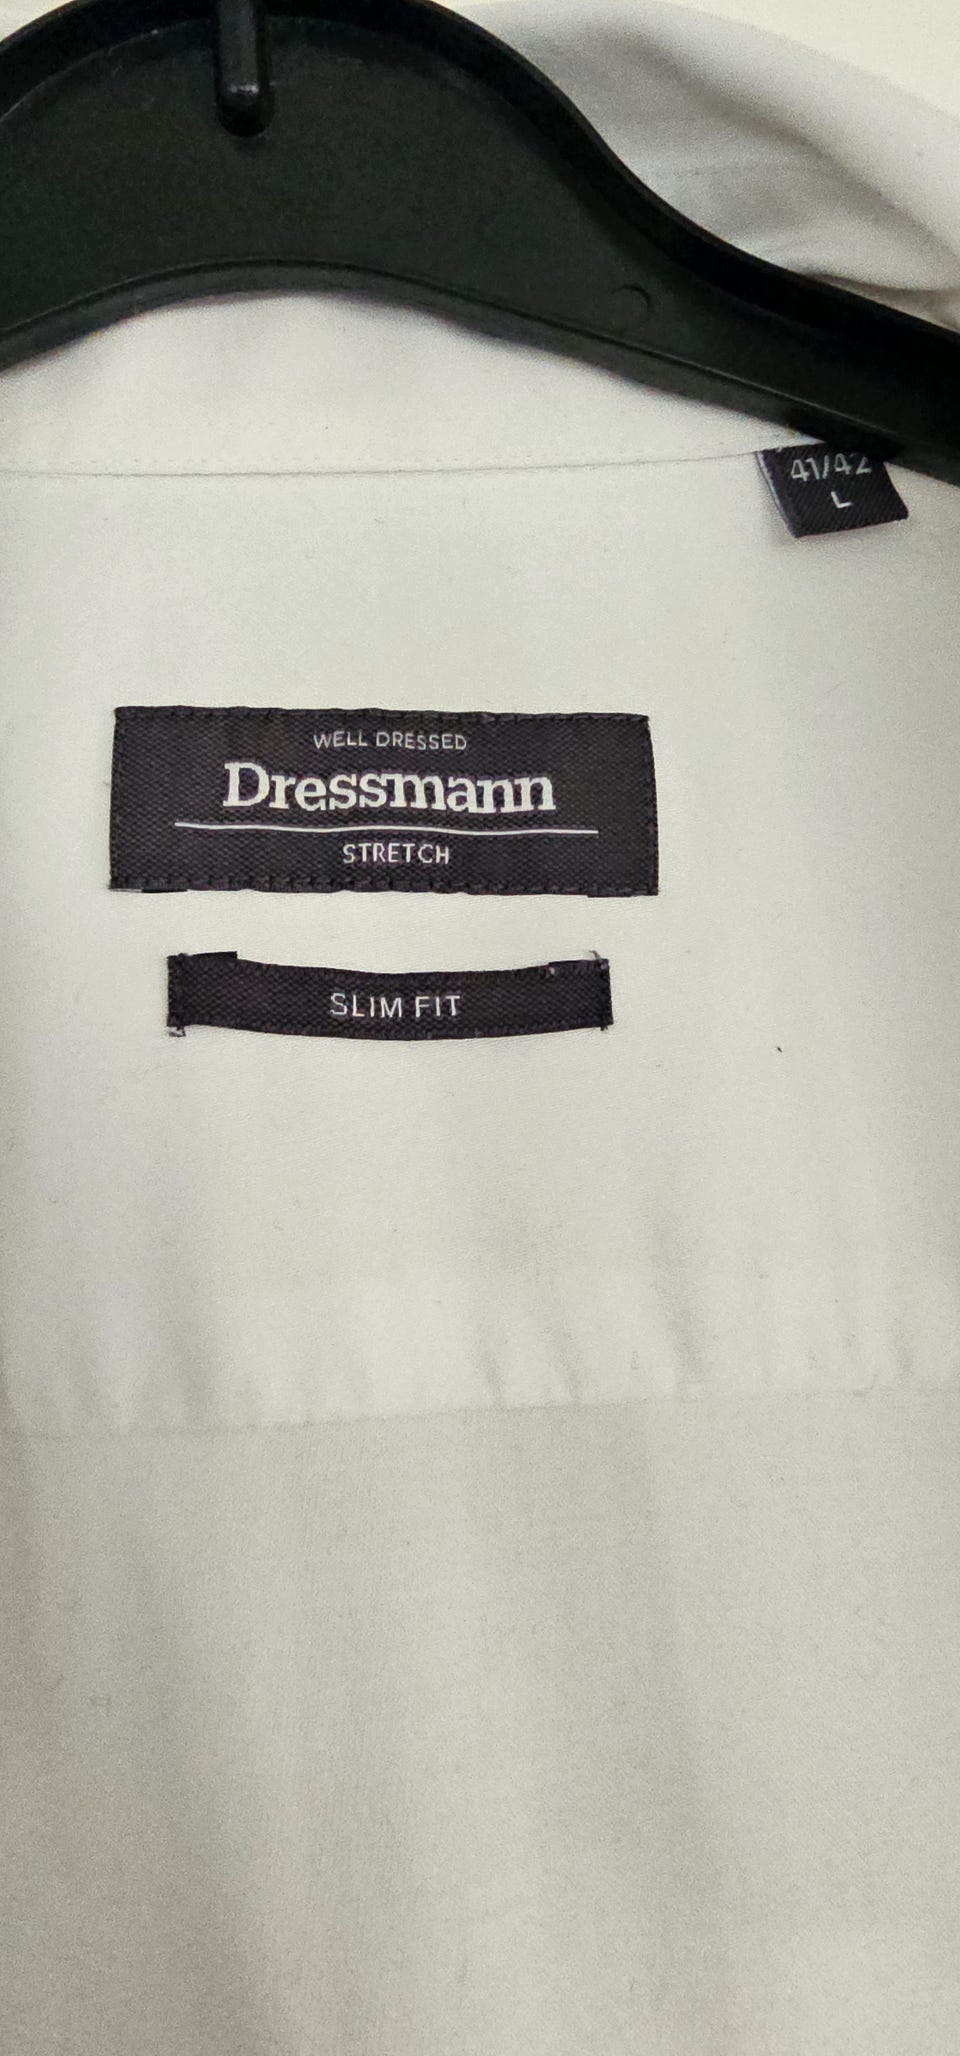 41/42
L
WELL DRESSED
Dressmann
STRETCH
SLIM FIT